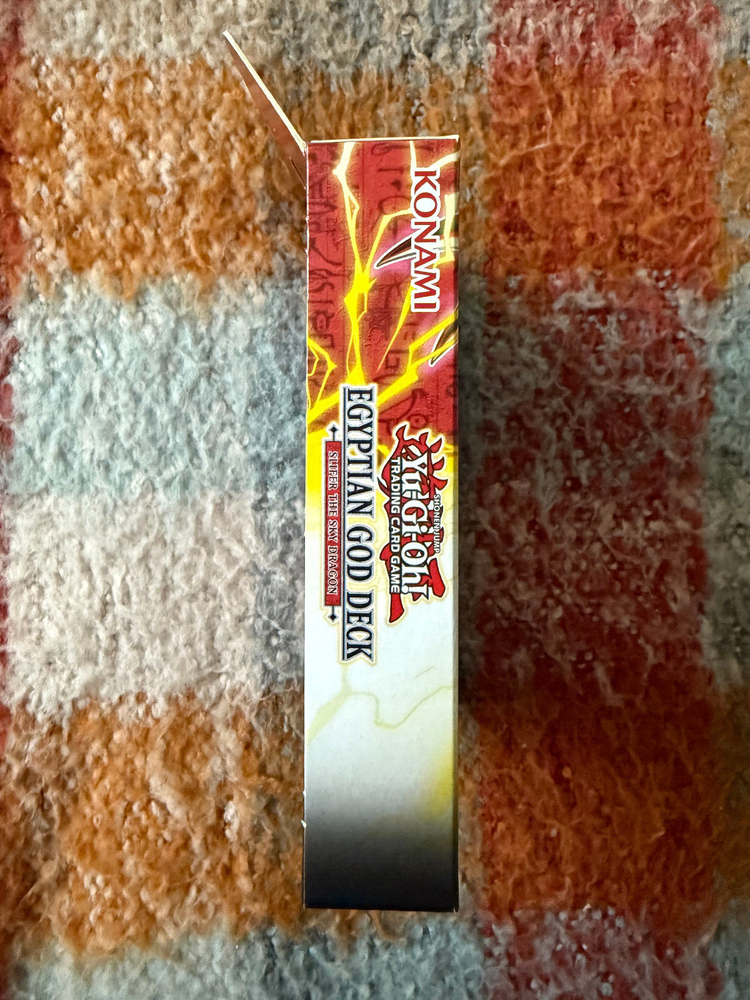 KONAMI
SHONEN JUMP
Yu-Gi-Oh!
TRADING CARD GAME
EGYPTIAN GOD DECK
SLIFER THE SKY DRAGON